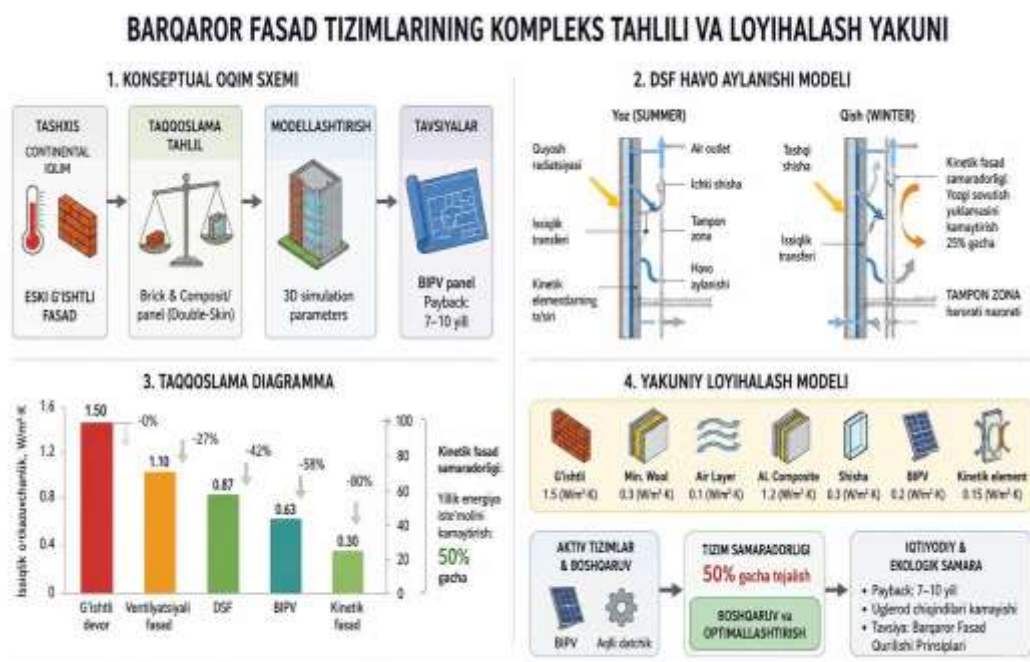 BARQAROR FASAD TIZIMLARINING KOMPLEKS TAHLILI VA LOYIHALASH YAKUNI
1. KONSEPTUAL OQIM SXEMI
TASHXIS
CONTINENTAL
IQLIM
ESKI G'ISHTLI
FASAD
TAQQOSLAMA
TAHLIL
Brick & Composit/
panel (Double-Skin)
MODELLASHTIRISH
3D simulation
parameters
TAVSIYALAR
BIPV panel
Payback:
7–10 yill
2. DSF HAVO AYLANISHI MODELI
Yoz (SUMMER)
Quyosh
radiatsiyasi
Issiqlik
transferi
Kinetik
elementlarning
ta'siri
Air outlet
Ichki shisha
Tampon
zona
Havo
aylanishi
Qish (WINTER)
Tashqi
shisha
Issiqlik
transferi
Kinetik fasad
samaradorligi:
Yozgi sovutish
yuklamasini
kamaytirish
25% gacha
TAMPON ZONA
harorati nazorati
3. TAQQOSLAMA DIAGRAMMA
Issiqlik o'tkazuvchanlik, W/m²·K
1.6
1.2
0.8
0.4
0
1.50
1.10
0.87
0.63
0.30
-0%
-27%
-42%
-58%
-80%
100
80
60
40
20
0
G'ishtli
devor
Ventilyatsiyali
fasad
DSF
BIPV
Kinetik
fasad
Kinetik fasad
samaradorligi:
Yillik energiya
iste'molini
kamaytirish:
50%
gacha
4. YAKUNIY LOYIHALASH MODELI
G'ishtli
1.5 (W/m²·K)
Min. Wool
0.3 (W/m²·K)
Air Layer
0.1 (W/m²·K)
Al. Composite
1.2 (W/m²·K)
Shisha
0.3 (W/m²·K)
BIPV
0.2 (W/m²·K)
Kinetik element
0.15 (W/m²·K)
AKTIV TIZIMLAR
& BOSHQARUV
BIPV
Aqlli datchik
TIZIM SAMARADORLIGI
50% gacha tejalish
BOSHQARUV va
OPTIMALLASHTIRISH
IQTIYODIY &
EKOLOGIK SAMARA
• Payback: 7–10 yill
• Uglerod chiqindilari kamayishi
• Tavsiya: Barqaror Fasad
Qurilishi Prinsiplari